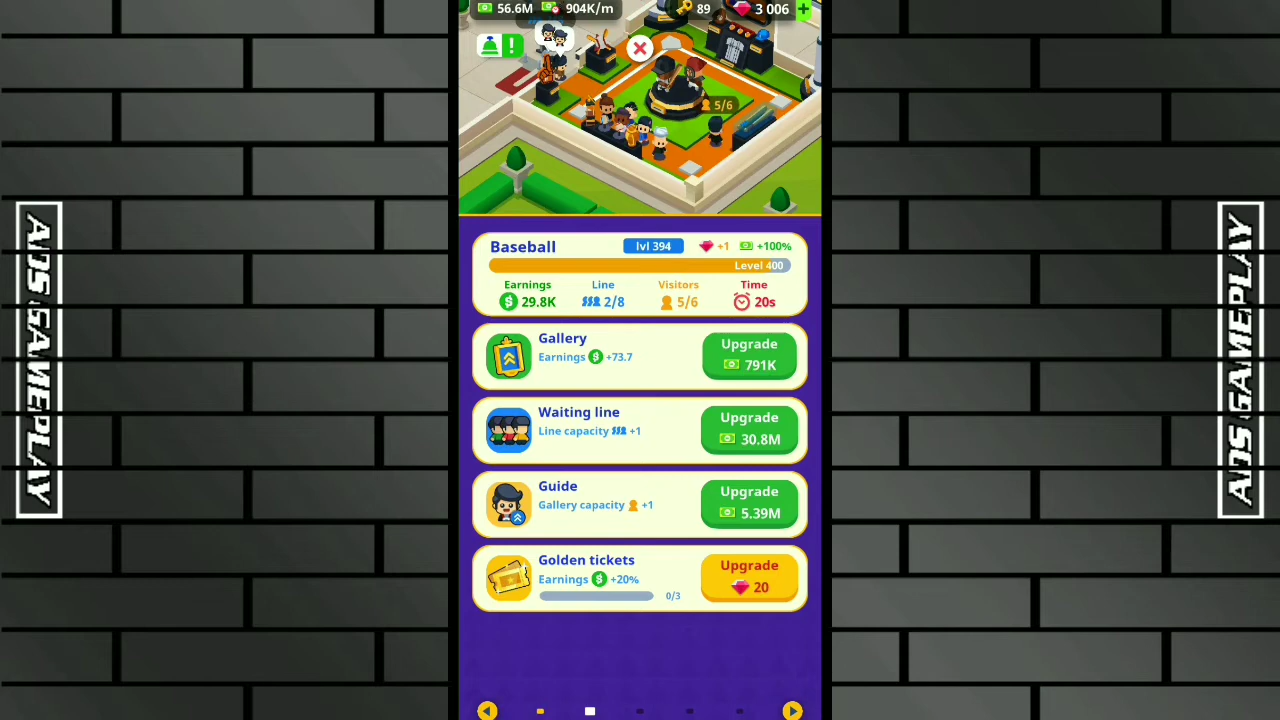 56.6M 904K/m 89 3 006 +
!
5/6
Baseball lvl 394 +1 +100%
Level 400
Earnings Line Visitors Time
29.8K 2/8 5/6 20s
Gallery
Earnings $ +73.7
Upgrade
791K
Waiting line
Line capacity +1
Upgrade
30.8M
Guide
Gallery capacity +1
Upgrade
5.39M
Golden tickets
Earnings $ +20%
0/3
Upgrade
20
ADS GAMEPLAY
ADS GAMEPLAY